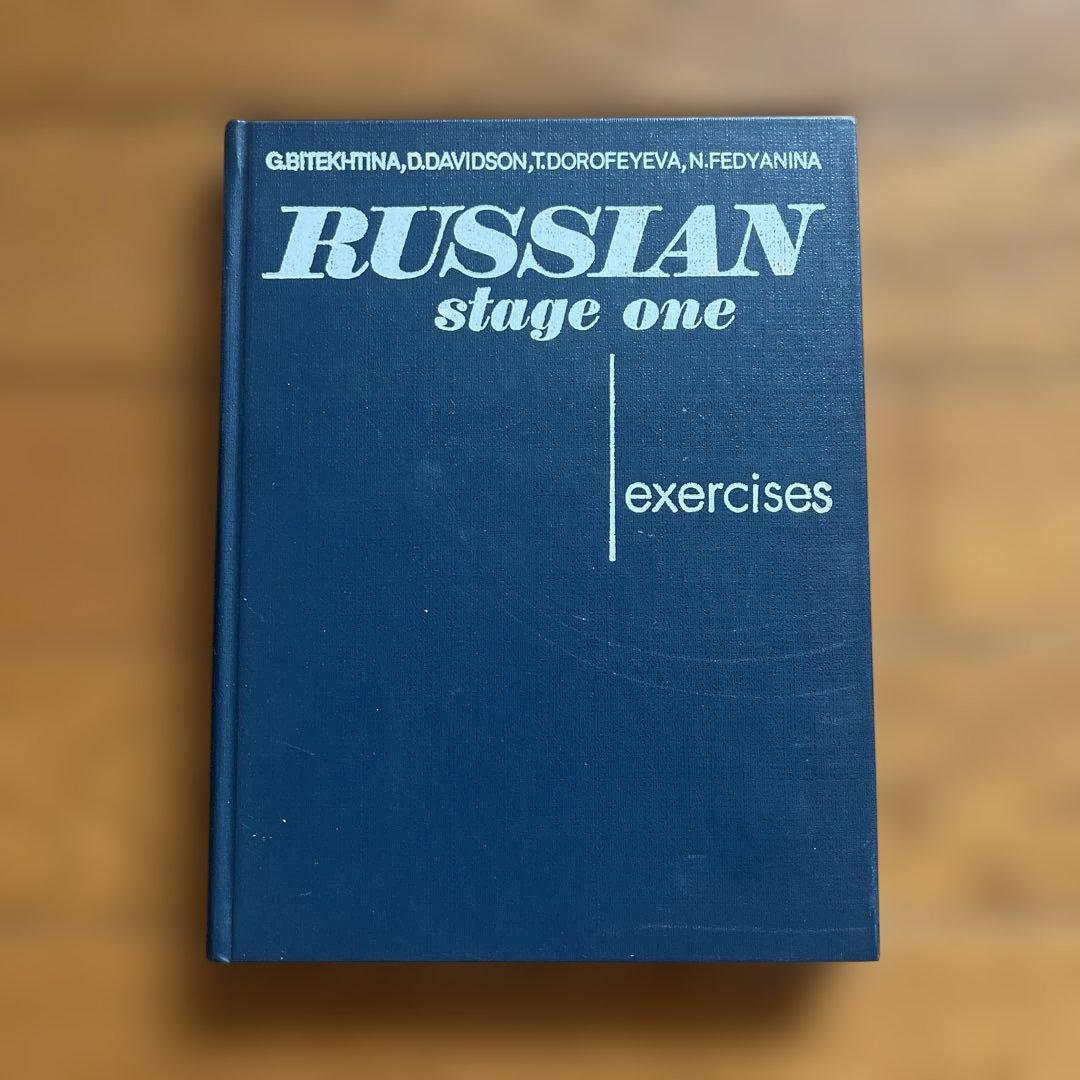 G.BITEKHTINA, D.DAVIDSON, T.DOROFEYEVA, N.FEDYANINA
RUSSIAN
stage one
exercises